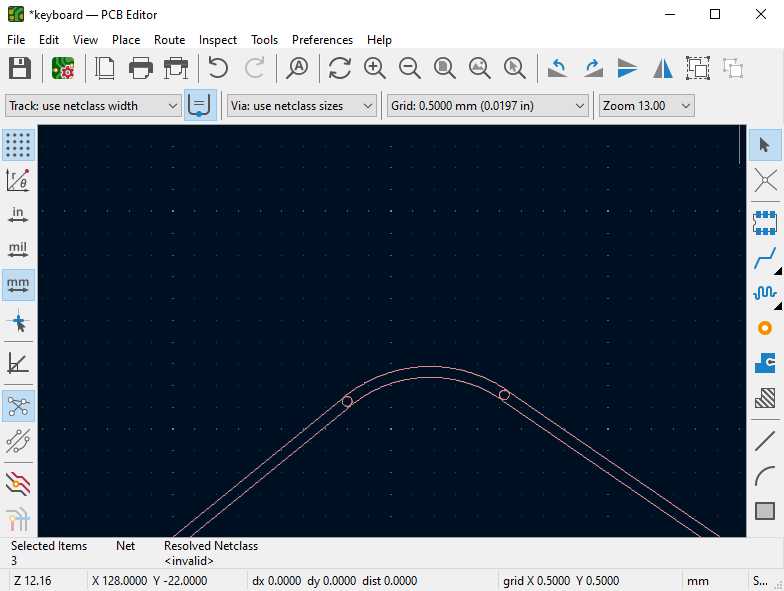 *keyboard — PCB Editor
File Edit View Place Route Inspect Tools Preferences Help
Track: use netclass width Via: use netclass sizes Grid: 0.5000 mm (0.0197 in) Zoom 13.00
r
θ
in
mil
mm
Selected Items Net Resolved Netclass
3 <invalid>
Z 12.16 X 128.0000 Y -22.0000 dx 0.0000 dy 0.0000 dist 0.0000 grid X 0.5000 Y 0.5000 mm S...